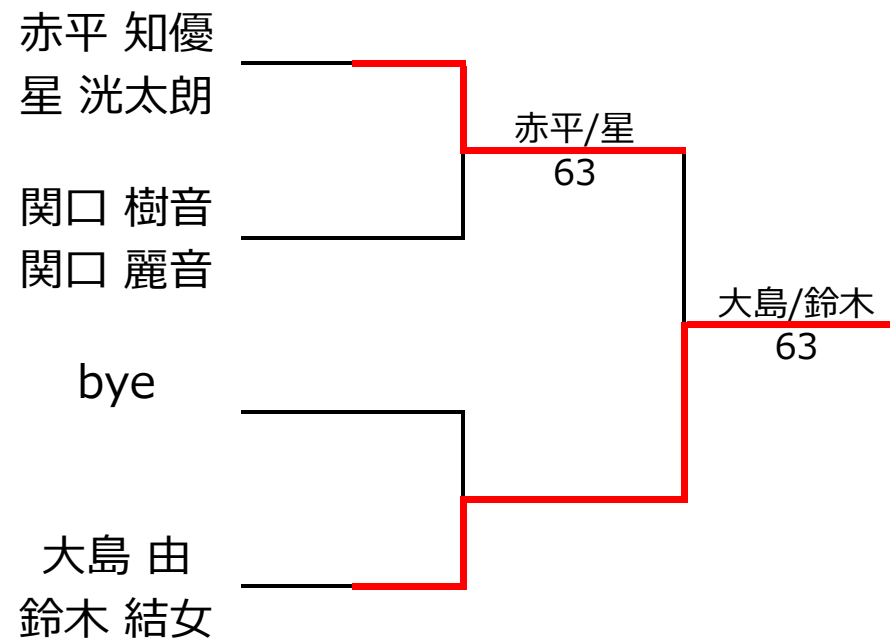 赤平 知優
星 洸太朗
関口 樹音
関口 麗音
bye
大島 由
鈴木 結女
赤平/星
63
大島/鈴木
63